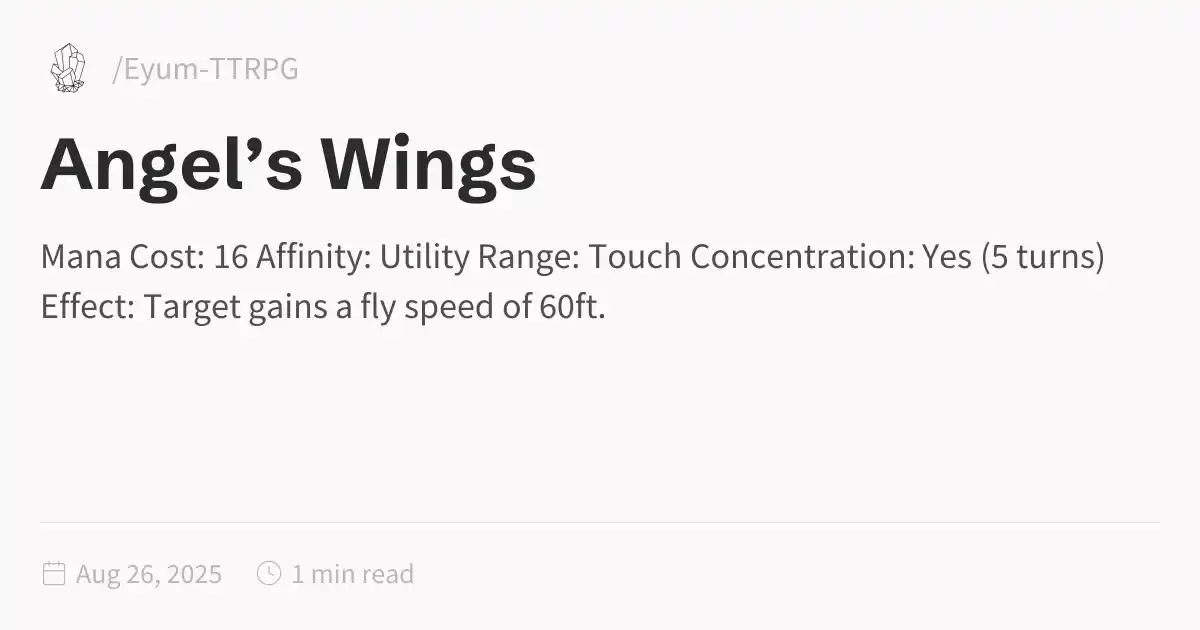 /Eyum-TTRPG
Angel’s Wings
Mana Cost: 16 Affinity: Utility Range: Touch Concentration: Yes (5 turns)
Effect: Target gains a fly speed of 60ft.
Aug 26, 2025 1 min read